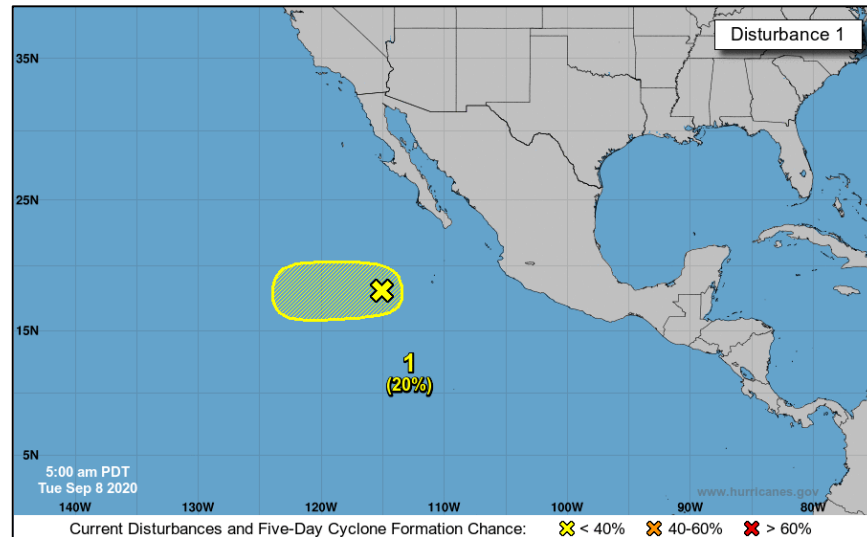 Disturbance 1
35N
25N
15N
1
(20%)
5N
5:00 am PDT
Tue Sep 8 2020
www.hurricanes.gov
140W 130W 120W 110W 100W 90W 80W
Current Disturbances and Five-Day Cyclone Formation Chance: < 40% 40-60% > 60%